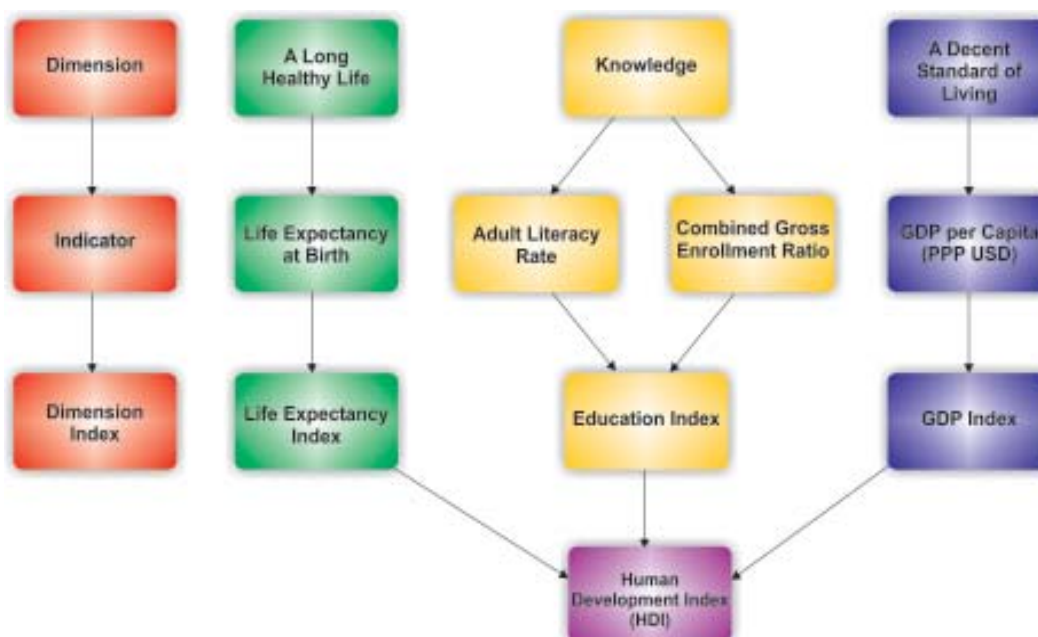 Dimension
A Long
Healthy Life
Knowledge
A Decent
Standard of
Living
Indicator
Life Expectancy
at Birth
Adult Literacy
Rate
Combined Gross
Enrollment Ratio
GDP per Capita
(PPP USD)
Dimension
Index
Life Expectancy
Index
Education Index
GDP Index
Human
Development Index
(HDI)